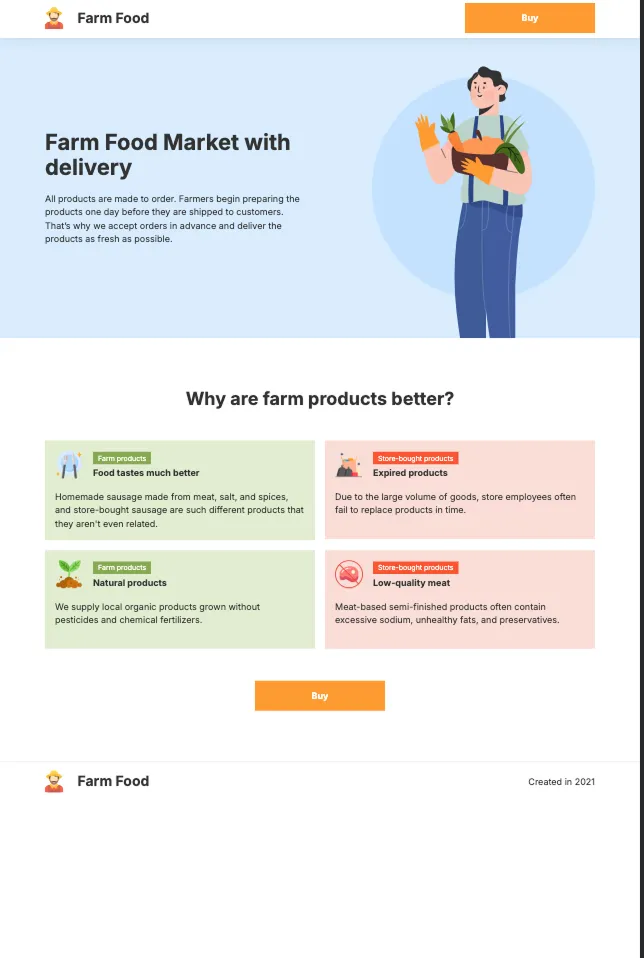 Farm Food
Buy
Farm Food Market with
delivery
All products are made to order. Farmers begin preparing the
products one day before they are shipped to customers.
That's why we accept orders in advance and deliver the
products as fresh as possible.
Why are farm products better?
Farm products
Food tastes much better
Homemade sausage made from meat, salt, and spices,
and store-bought sausage are such different products that
they aren't even related.
Store-bought products
Expired products
Due to the large volume of goods, store employees often
fail to replace products in time.
Farm products
Natural products
We supply local organic products grown without
pesticides and chemical fertilizers.
Store-bought products
Low-quality meat
Meat-based semi-finished products often contain
excessive sodium, unhealthy fats, and preservatives.
Buy
Farm Food
Created in 2021